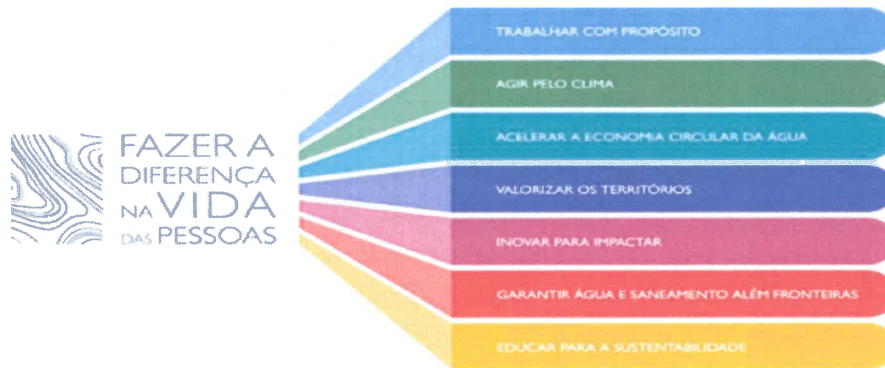 FAZER A
DIFERENÇA
NA VIDA
DAS PESSOAS
TRABALHAR COM PROPÓSITO
AGIR PELO CLIMA
ACELERAR A ECONOMIA CIRCULAR DA ÁGUA
VALORIZAR OS TERRITÓRIOS
INOVAR PARA IMPACTAR
GARANTIR ÁGUA E SANEAMENTO ALÉM FRONTEIRAS
EDUCAR PARA A SUSTENTABILIDADE